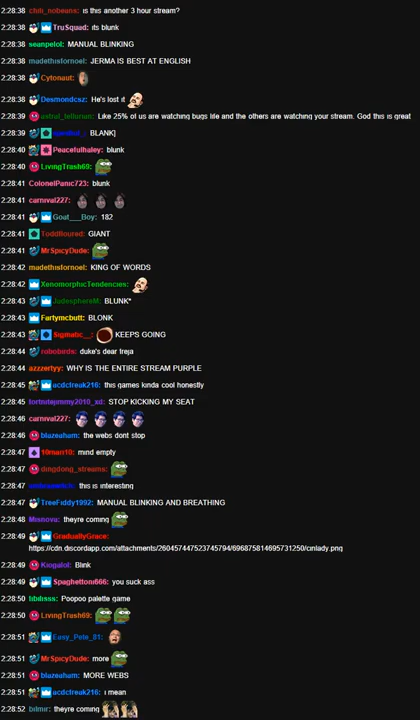 2:28:38 chili_nobeans: is this another 3 hour stream?
2:28:38 TruSquad: its blunk
2:28:38 seanpelol: MANUAL BLINKING
2:28:38 madethisfornoel: JERMA IS BEST AT ENGLISH
2:28:38 Cytonaut:
2:28:38 Desmondcsz: He's lost it
2:28:39 astral_tellurian: Like 25% of us are watching bugs life and the others are watching your stream. God this is great
2:28:39 BLANK]
2:28:40 Peacefulhaley: blunk
2:28:40 LivingTrash69:
2:28:41 ColonelPanic723: blunk
2:28:41 carnival227:
2:28:41 Goat___Boy: 182
2:28:41 Toddlloured: GIANT
2:28:41 MrSpicyDude:
2:28:42 madethisfornoel: KING OF WORDS
2:28:42 XenomorphicTendencies:
2:28:43 JudesphersM: BLUNK*
2:28:43 Fartymcbutt: BLONK
2:28:43 Sigmatic__: KEEPS GOING
2:28:44 rubiobirds: duke's dear freja
2:28:44 azzzertyy: WHY IS THE ENTIRE STREAM PURPLE
2:28:45 ucdcfreak216: this games kinda cool honestly
2:28:45 fortnitejimmy2010_xd: STOP KICKING MY SEAT
2:28:46 carnival227:
2:28:46 bluzeahum: the webs dont stop
2:28:47 10mari10: mind empty
2:28:47 dingdong_streams:
2:28:47 this is interesting
2:28:47 TreeFiddy1992: MANUAL BLINKING AND BREATHING
2:28:48 Misinovu: theyre coming
2:28:49 GraduallyGrace:
https://cdn.discordapp.com/attachments/260457447523745794/696875814695731250/cinlady.png
2:28:49 Kiogalol: Blink
2:28:49 Spaghettoni666: you suck ass
2:28:50 libdisss: Poopoo palette game
2:28:50 LivingTrash69:
2:28:51 Easy_Pete_81:
2:28:51 MrSpicyDude: more
2:28:51 bluzeahum: MORE WEBS
2:28:51 ucdcfreak216: i mean
2:28:52 bilmir: theyre coming